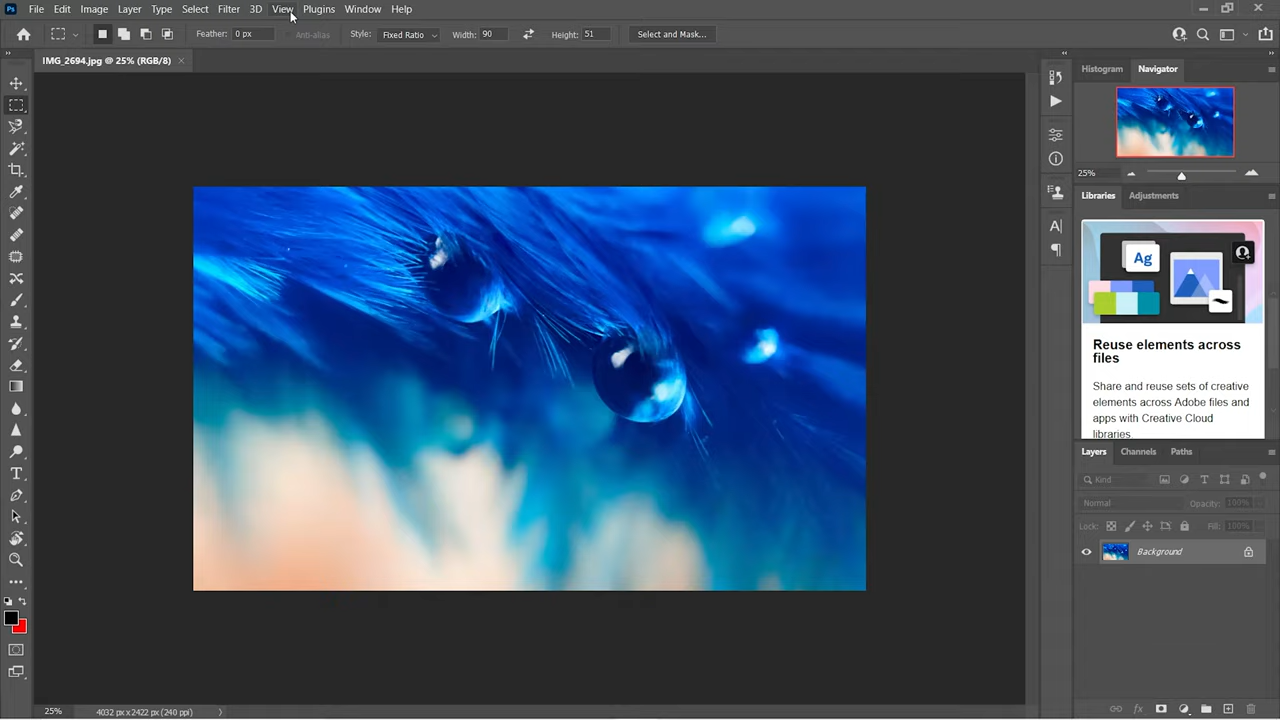 Ps File Edit Image Layer Type Select Filter 3D View Plugins Window Help
Feather: 0 px Anti-alias Style: Fixed Ratio Width: 90 Height: 51 Select and Mask...
IMG_2694.jpg @ 25% (RGB/8)
Histogram Navigator
25%
Libraries Adjustments
Ag
Reuse elements across
files
Share and reuse sets of creative
elements across Adobe files and
apps with Creative Cloud
libraries
Layers Channels Paths
Kind
Normal Opacity: 100%
Lock: Fill: 100%
Background
25% 4032 px x 2422 px (240 ppi)